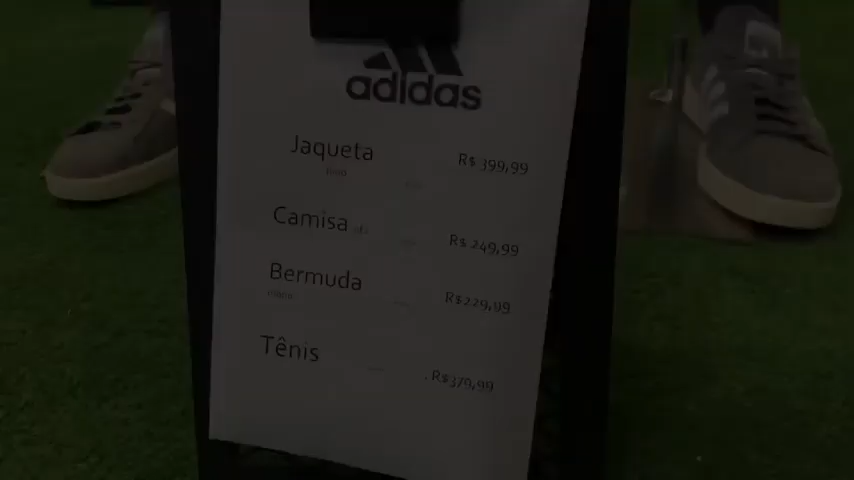 adidas
Jaqueta R$ 399,99
Camisa R$ 249,99
Bermuda R$229,99
Tênis R$379,99